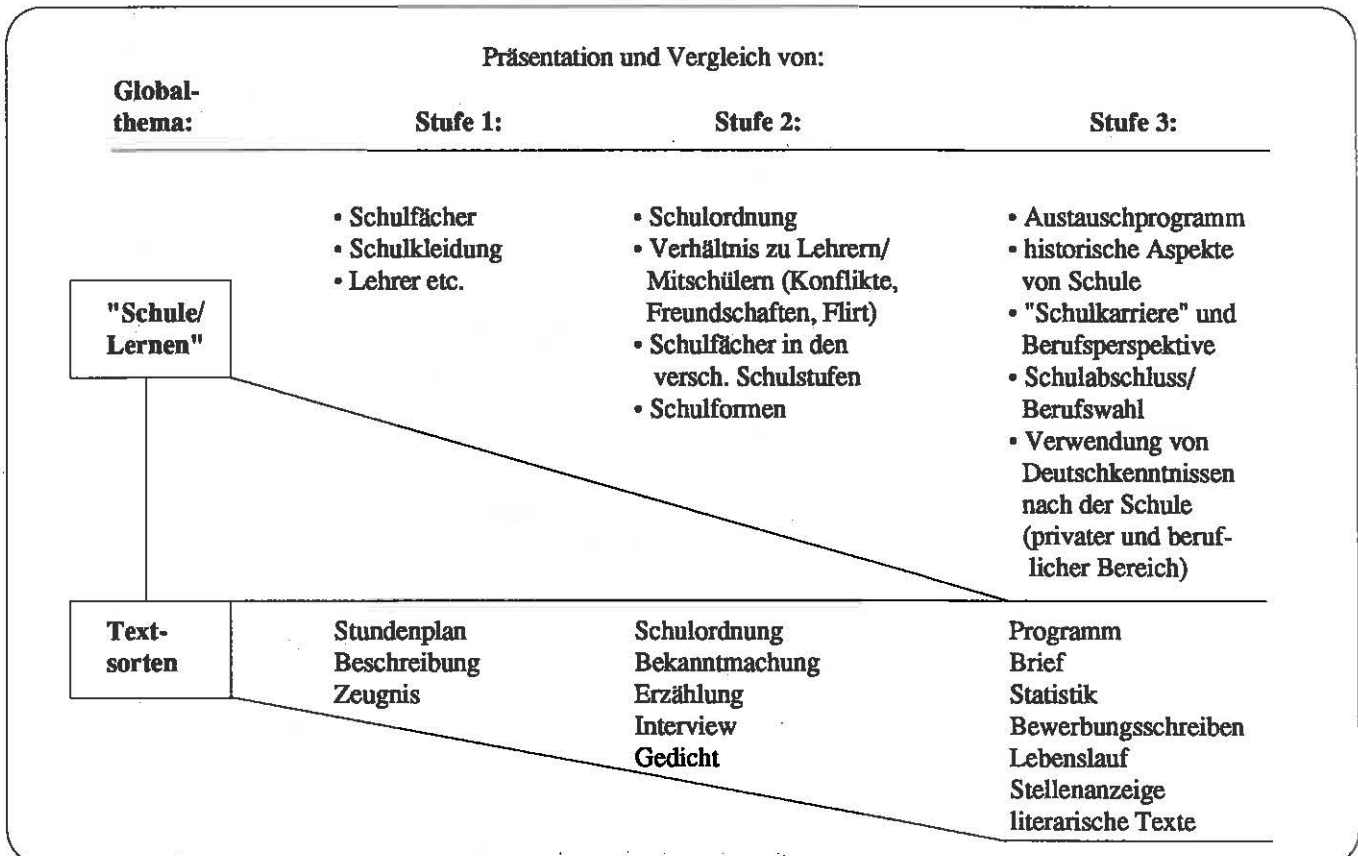 Präsentation und Vergleich von:
Global-
thema:
Stufe 1:
Stufe 2:
Stufe 3:
"Schule/
Lernen"
• Schulfächer
• Schulkleidung
• Lehrer etc.
• Schulordnung
• Verhältnis zu Lehrern/
Mitschülern (Konflikte,
Freundschaften, Flirt)
• Schulfächer in den
versch. Schulstufen
• Schulformen
• Austauschprogramm
• historische Aspekte
von Schule
• "Schulkarriere" und
Berufsperspektive
• Schulabschluss/
Berufswahl
• Verwendung von
Deutschkenntnissen
nach der Schule
(privater und beruf-
licher Bereich)
Text-
sorten
Stundenplan
Beschreibung
Zeugnis
Schulordnung
Bekanntmachung
Erzählung
Interview
Gedicht
Programm
Brief
Statistik
Bewerbungsschreiben
Lebenslauf
Stellenanzeige
literarische Texte